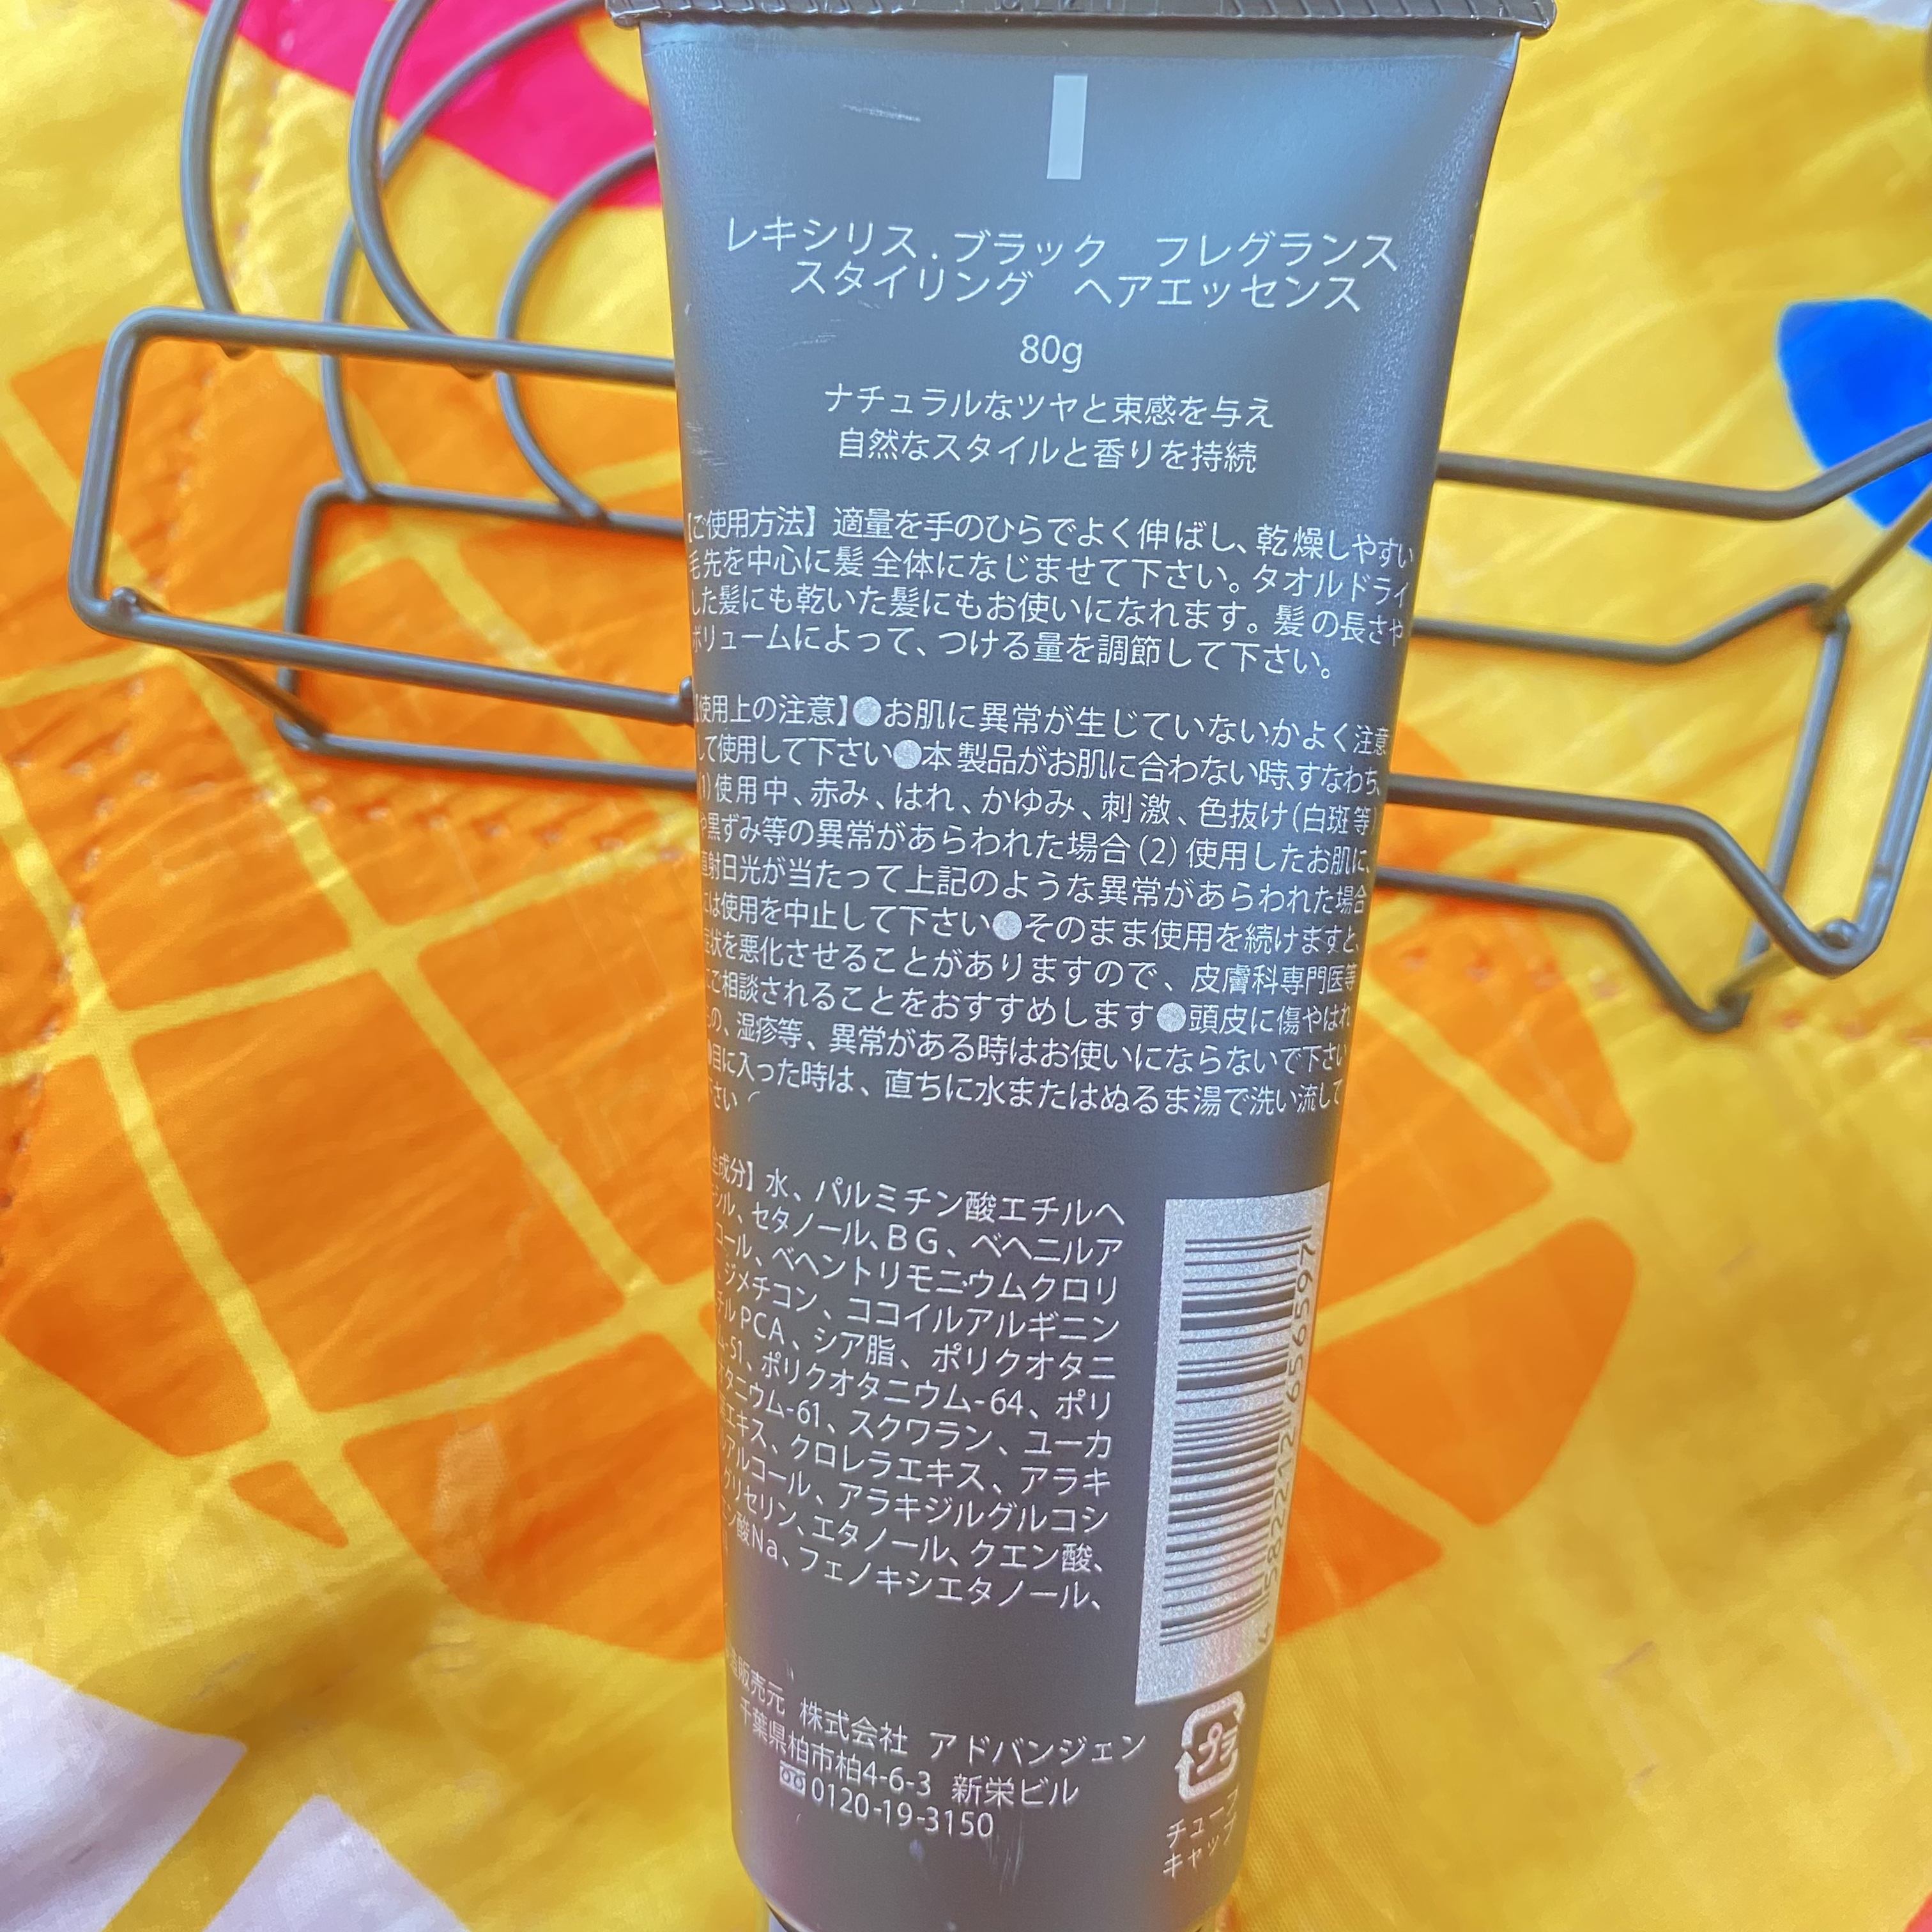 レキシリス.ブラック　フレグランス
スタイリング　ヘアエッセンス
80g
ナチュラルなツヤと束感を与え
自然なスタイルと香りを持続
【ご使用方法】適量を手のひらでよく伸ばし、乾燥しやすい
毛先を中心に髪全体になじませて下さい。タオルドライ
した髪にも乾いた髪にもお使いになれます。髪の長さや
ボリュームによって、つける量を調節して下さい。
【使用上の注意】●お肌に異常が生じていないかよく注意
して使用して下さい●本製品がお肌に合わない時、すなわち、
(1)使用中、赤み、はれ、かゆみ、刺激、色抜け(白斑等)
や黒ずみ等の異常があらわれた場合(2)使用したお肌に、
直射日光が当たって上記のような異常があらわれた場合
には使用を中止して下さい●そのまま使用を続けますと、
症状を悪化させることがありますので、皮膚科専門医等
にご相談されることをおすすめします●頭皮に傷やはれ
もの、湿疹等、異常がある時はお使いにならないで下さい
●目に入った時は、直ちに水またはぬるま湯で洗い流して
下さい
全成分】水、パルミチン酸エチルヘ
キシル、セタノール、BG、ベヘニルア
コール、ベヘントリモニウムクロリ
ジメチコン、ココイルアルギニン
チルPCA、シア脂、ポリクオタニ
ム-51、ポリクオタニウム-64、ポリ
オタニウム-61、スクワラン、ユーカ
エキス、クロレラエキス、アラキ
ルアルコール、アラキジルグルコシ
グリセリン、エタノール、クエン酸、
エン酸Na、フェノキシエタノール、
4 582212 656597
販売元 株式会社 アドバンジェン
千葉県柏市柏4-6-3 新栄ビル
0120-19-3150
プラ
チューブ
キャップ